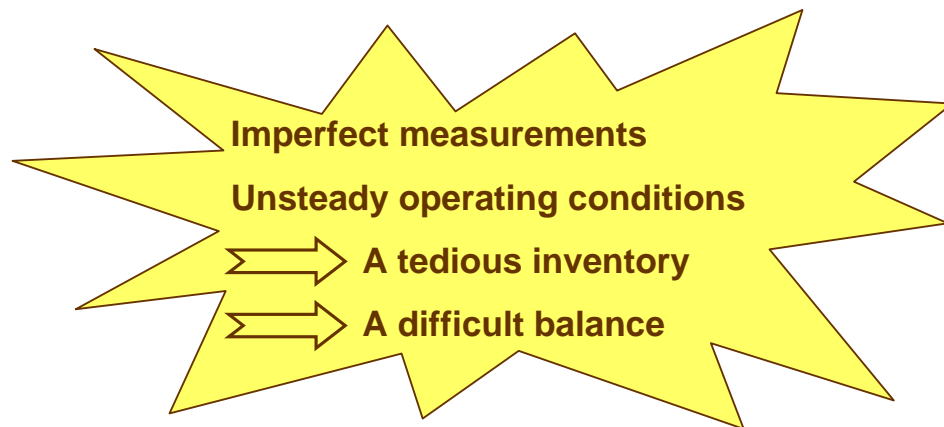 Imperfect measurements
Unsteady operating conditions
A tedious inventory
A difficult balance